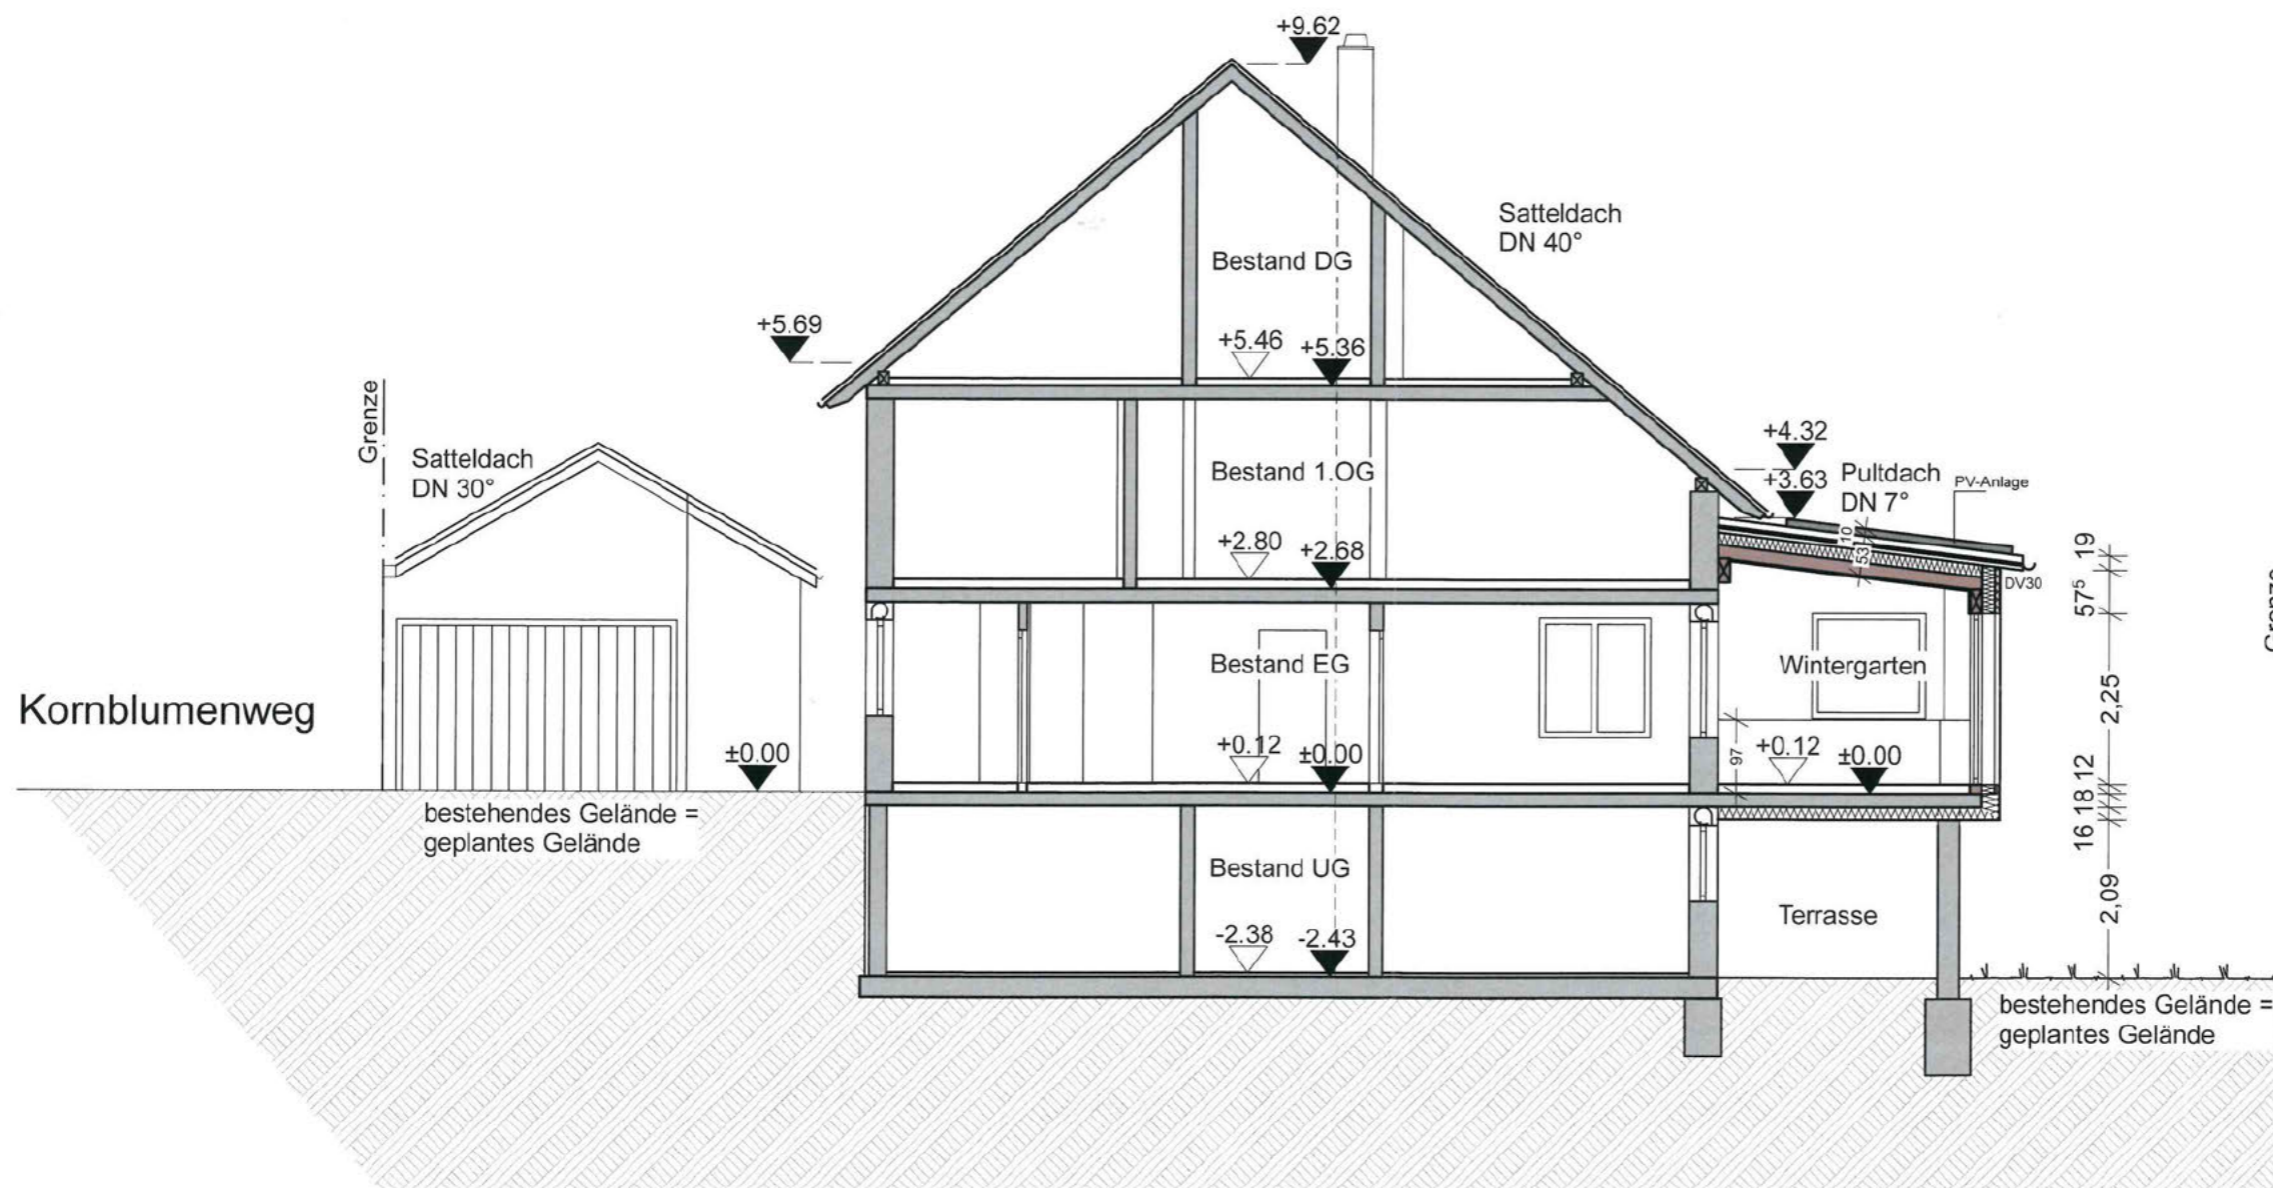 +9.62
Satteldach
DN 40°
Bestand DG
+5.69
+5.46
+5.36
Grenze
Satteldach
DN 30°
+4.32
+3.63
Pultdach
DN 7°
PV-Anlage
Bestand 1.OG
10
53
+2.80
+2.68
19
DV30
57⁵
Grenze
Bestand EG
Wintergarten
Kornblumenweg
2,25
±0.00
+0.12
±0.00
97
+0.12
±0.00
12
18
16
bestehendes Gelände =
geplantes Gelände
Bestand UG
2,09
Terrasse
-2.38
-2.43
bestehendes Gelände =
geplantes Gelände